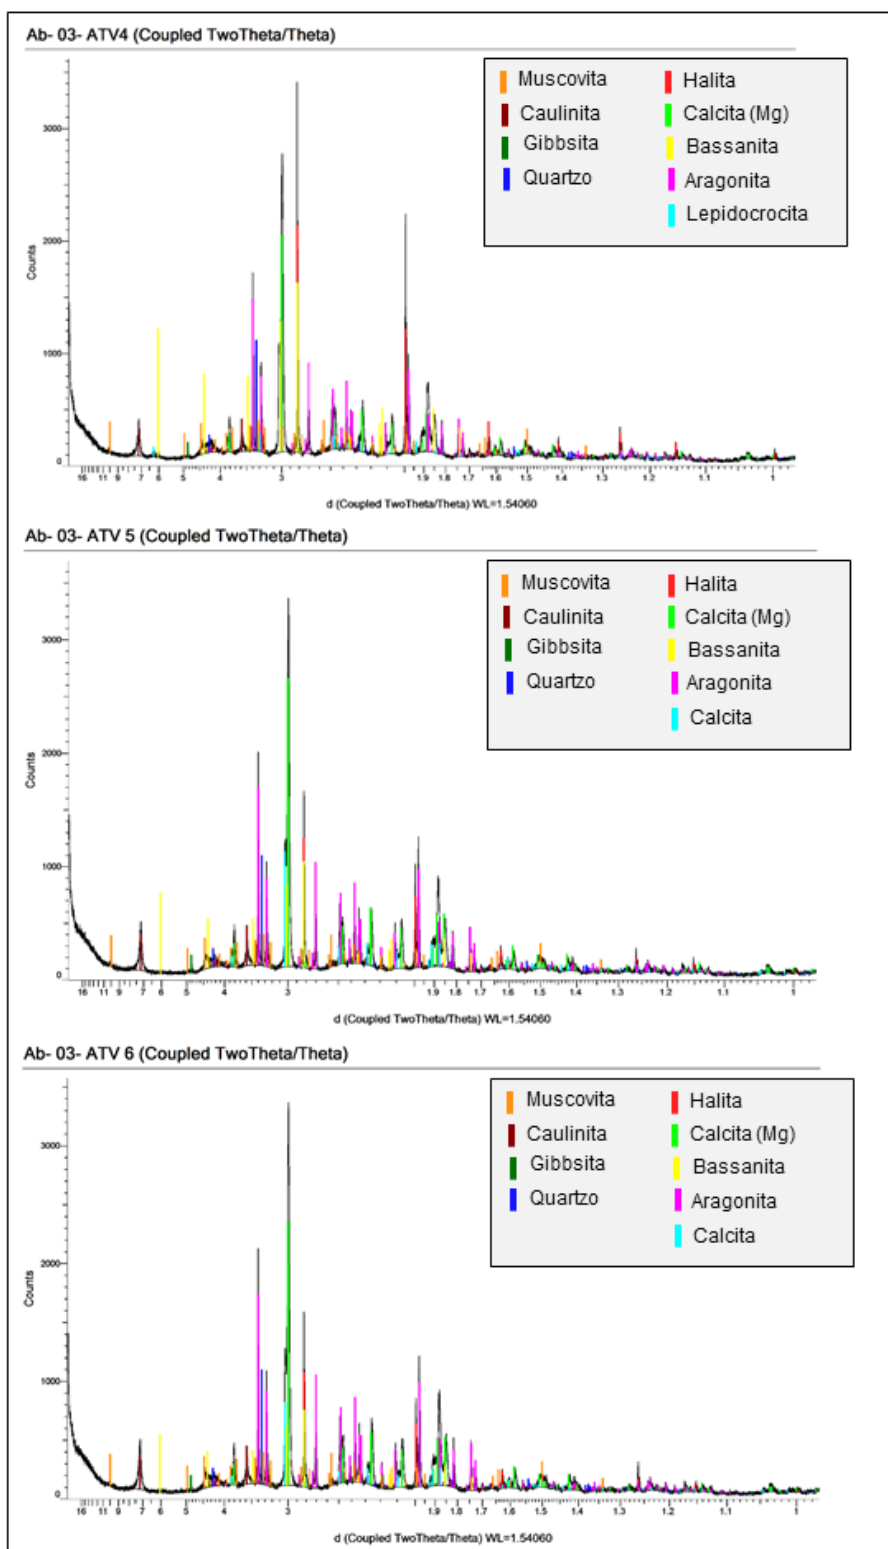 Ab- 03- ATV4 (Coupled TwoTheta/Theta)
Muscovita Halita
Caulinita Calcita (Mg)
Gibbsita Bassanita
Quartzo Aragonita
Lepidocrocita
Counts
3000
2000
1000
0
16 11 9 7 6 5 4 3 1.9 1.8 1.7 1.6 1.5 1.4 1.3 1.2 1.1 1
d (Coupled TwoTheta/Theta) WL=1.54060
Ab- 03- ATV 5 (Coupled TwoTheta/Theta)
Muscovita Halita
Caulinita Calcita (Mg)
Gibbsita Bassanita
Quartzo Aragonita
Calcita
Counts
3000
2000
1000
0
16 11 9 7 6 5 4 3 1.9 1.8 1.7 1.6 1.5 1.4 1.3 1.2 1.1 1
d (Coupled TwoTheta/Theta) WL=1.54060
Ab- 03- ATV 6 (Coupled TwoTheta/Theta)
Muscovita Halita
Caulinita Calcita (Mg)
Gibbsita Bassanita
Quartzo Aragonita
Calcita
Counts
3000
2000
1000
0
16 11 9 7 6 5 4 3 1.9 1.8 1.7 1.6 1.5 1.4 1.3 1.2 1.1 1
d (Coupled TwoTheta/Theta) WL=1.54060